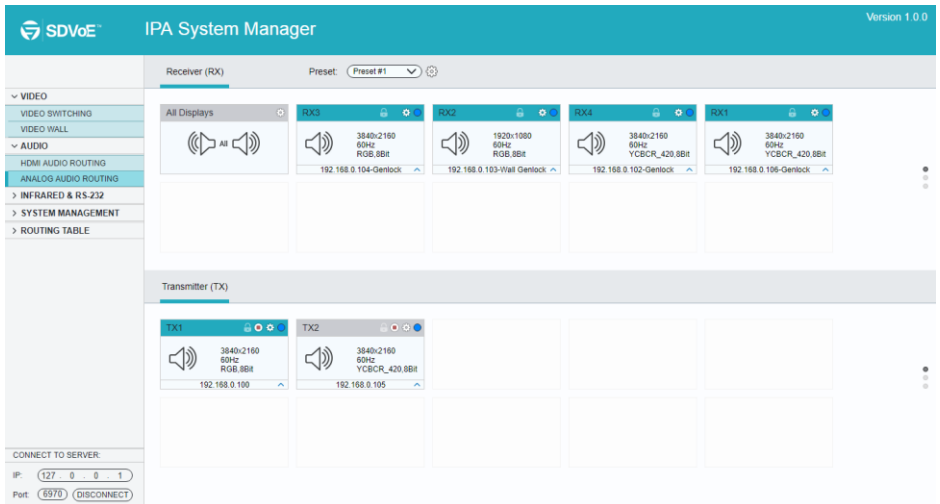 SDVoE™
IPA System Manager
Version 1.0.0
Receiver (RX)
Preset: Preset #1
VIDEO
VIDEO SWITCHING
VIDEO WALL
AUDIO
HDMI AUDIO ROUTING
ANALOG AUDIO ROUTING
INFRARED & RS-232
SYSTEM MANAGEMENT
ROUTING TABLE
All Displays
All
RX3
3840x2160
60Hz
RGB,8Bit
192.168.0.104-Genlock
RX2
1920x1080
60Hz
RGB,8Bit
192.168.0.103-Wall Genlock
RX4
3840x2160
60Hz
YCBCR_420,8Bit
192.168.0.102-Genlock
RX1
3840x2160
60Hz
YCBCR_420,8Bit
192.168.0.106-Genlock
Transmitter (TX)
TX1
3840x2160
60Hz
RGB,8Bit
192.168.0.100
TX2
3840x2160
60Hz
YCBCR_420,8Bit
192.168.0.105
CONNECT TO SERVER:
IP: 127 . 0 . 0 . 1
Port: 6970 DISCONNECT